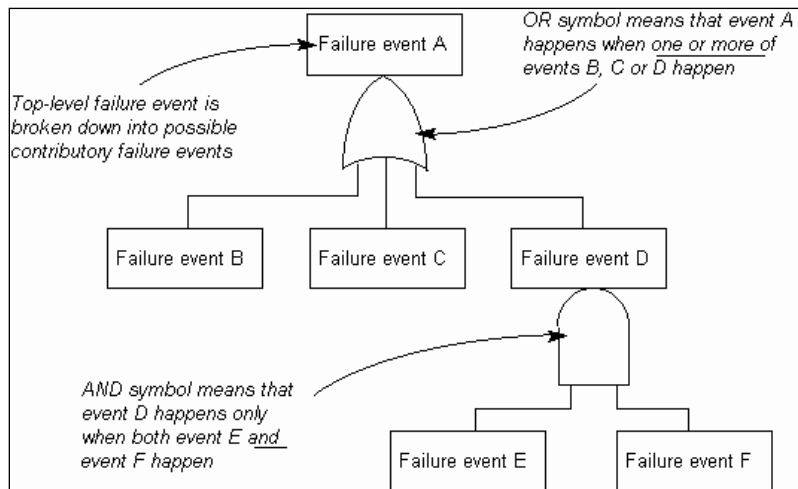 Failure event A
OR symbol means that event A
happens when one or more of
events B, C or D happen
Top-level failure event is
broken down into possible
contributory failure events
Failure event B
Failure event C
Failure event D
AND symbol means that
event D happens only
when both event E and
event F happen
Failure event E
Failure event F